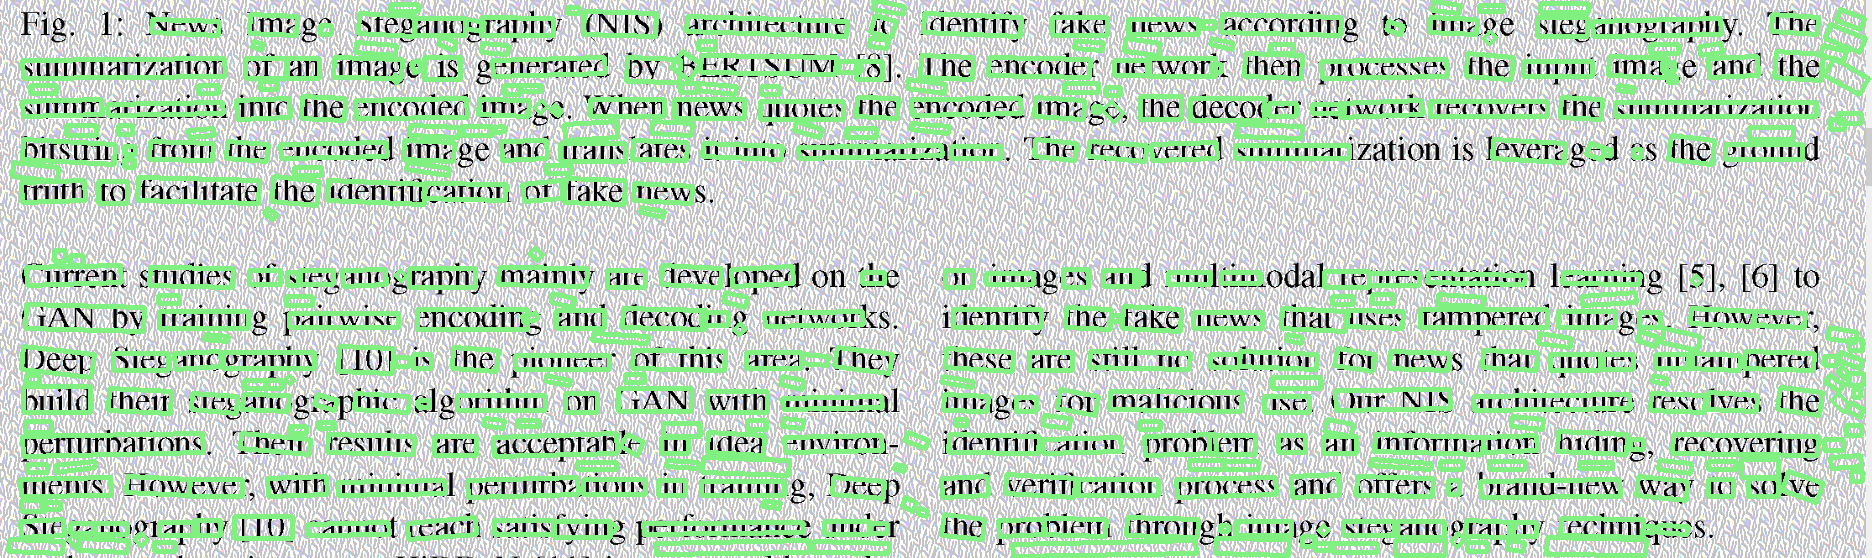 Fig. 1: News image steganography (NIS) architecture to identify fake news according to image steganography. The
summarization of an image is generated by BERTSUM [8]. The encoder network then processes the input image and the
summarization into the encoded image. When news quotes the encoded image, the decoder network recovers the summarization
bitstring from the encoded image and translates it into summarization. The recovered summarization is leveraged as the ground
truth to facilitate the identification of fake news.
Current studies of steganography mainly are developed on the
GAN by training pairwise encoding and decoding networks.
Deep Steganography [10] is the pioneer of this area. They
build their steganographic algorithm on GAN with minimal
perturbations. Their results are acceptable in idea environ-
ments. However, with minimal perturbations in training, Deep
Steganography [10] cannot reach satisfying performance under
on images and multimodal representation learning [5], [6] to
identify the fake news that uses tampered images. However,
these are still no solution for news that quotes untampered
images for malicious use. Our NIS architecture resolves the
identification problem as an information hiding, recovering
and verification process and offers a brand-new way to solve
the problem through image steganography techniques.